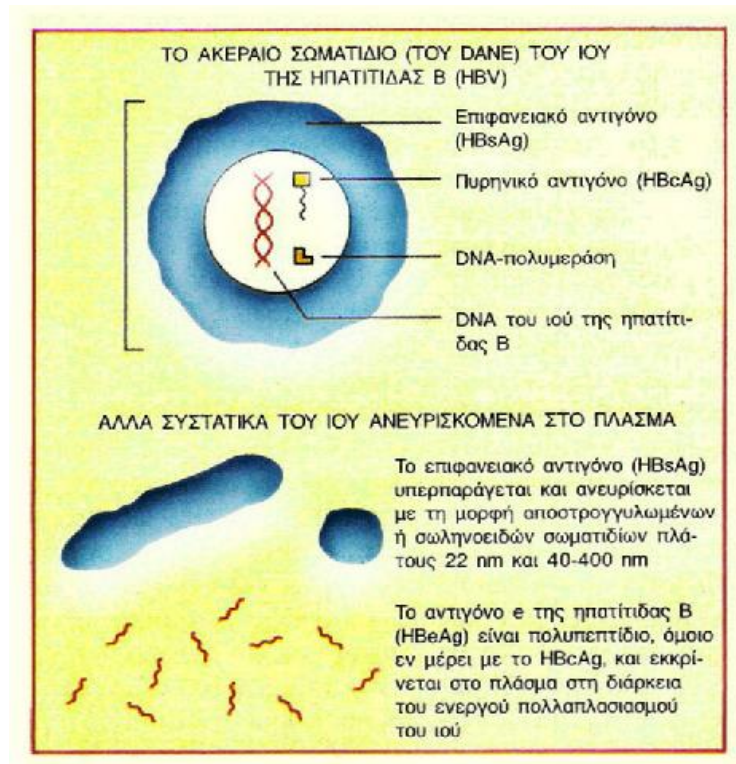 ΤΟ ΑΚΕΡΑΙΟ ΣΩΜΑΤΙΔΙΟ (ΤΟΥ DANE) ΤΟΥ ΙΟΥ
ΤΗΣ ΗΠΑΤΙΤΙΔΑΣ Β (HBV)
Επιφανειακό αντιγόνο
(HBsAg)
Πυρηνικό αντιγόνο (HBcAg)
DNA-πολυμεράση
DNA του ιού της ηπατίτι-
δας Β
ΑΛΛΑ ΣΥΣΤΑΤΙΚΑ ΤΟΥ ΙΟΥ ΑΝΕΥΡΙΣΚΟΜΕΝΑ ΣΤΟ ΠΛΑΣΜΑ
Το επιφανειακό αντιγόνο (HBsAg)
υπερπαράγεται και ανευρίσκεται
με τη μορφή αποστρογγυλωμένων
ή σωληνοειδών σωματιδίων πλά-
τους 22 nm και 40-400 nm
Το αντιγόνο e της ηπατίτιδας Β
(HBeAg) είναι πολυπεπτίδιο, όμοιο
εν μέρει με το HBcAg, και εκκρί-
νεται στο πλάσμα στη διάρκεια
του ενεργού πολλαπλασιασμού
του ιού